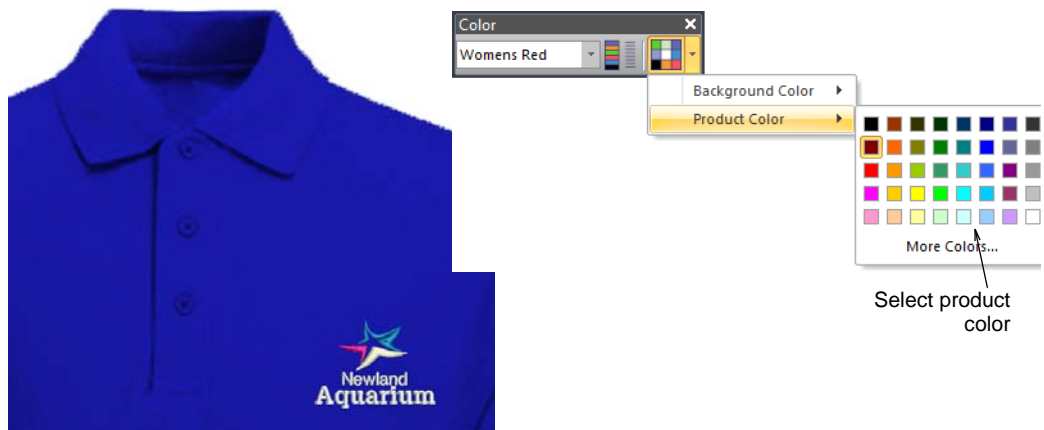 Color
Womens Red
Background Color
Product Color
More Colors...
Select product
color
Newland
Aquarium